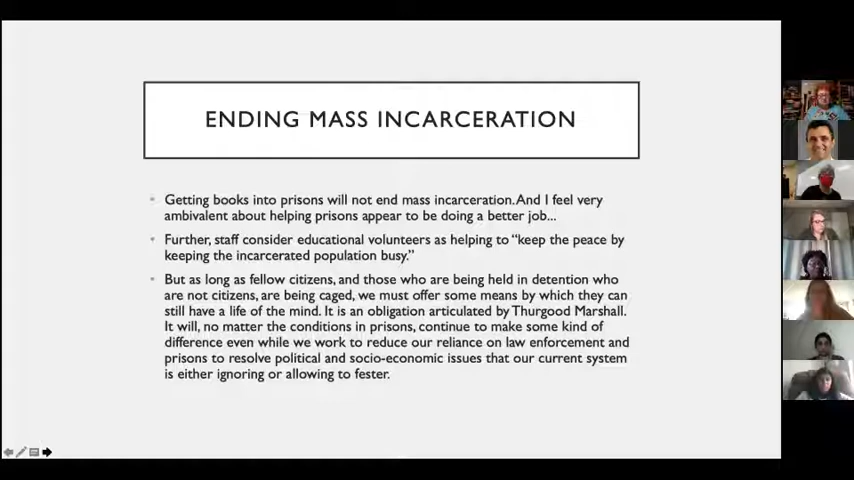 ENDING MASS INCARCERATION
Getting books into prisons will not end mass incarceration. And I feel very
ambivalent about helping prisons appear to be doing a better job...
Further, staff consider educational volunteers as helping to “keep the peace by
keeping the incarcerated population busy.”
But as long as fellow citizens, and those who are being held in detention who
are not citizens, are being caged, we must offer some means by which they can
still have a life of the mind. It is an obligation articulated by Thurgood Marshall.
It will, no matter the conditions in prisons, continue to make some kind of
difference even while we work to reduce our reliance on law enforcement and
prisons to resolve political and socio-economic issues that our current system
is either ignoring or allowing to fester.